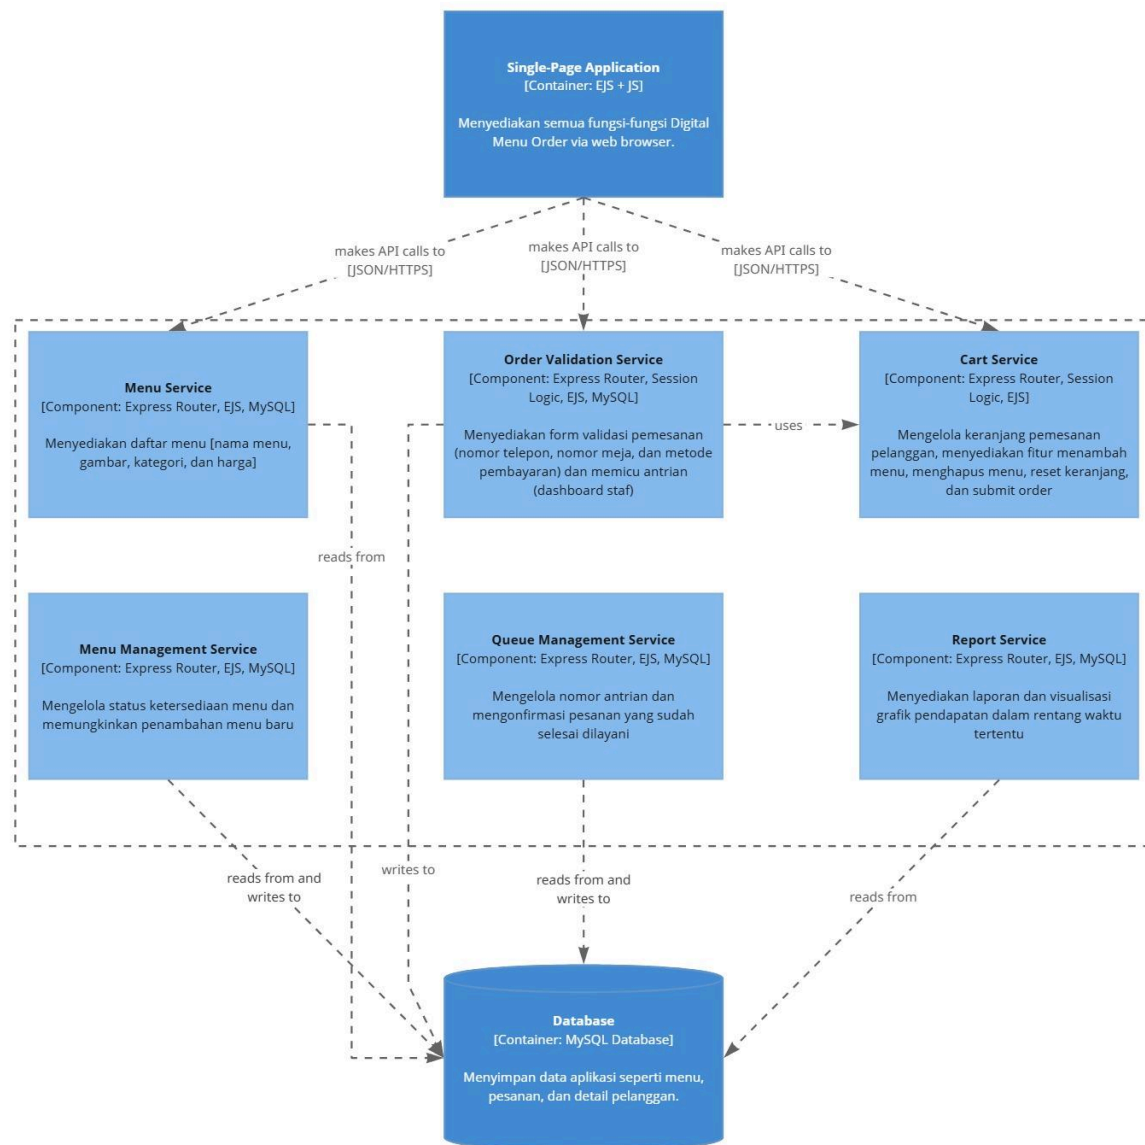 Single-Page Application
[Container: EJS + JS]
Menyediakan semua fungsi-fungsi Digital
Menu Order via web browser.
makes API calls to
[JSON/HTTPS]
makes API calls to
[JSON/HTTPS]
makes API calls to
[JSON/HTTPS]
Menu Service
[Component: Express Router, EJS, MySQL]
Menyediakan daftar menu [nama menu,
gambar, kategori, dan harga]
Order Validation Service
[Component: Express Router, Session
Logic, EJS, MySQL]
Menyediakan form validasi pemesanan
(nomor telepon, nomor meja, dan metode
pembayaran) dan memicu antrian
(dashboard staf)
uses
Cart Service
[Component: Express Router, Session
Logic, EJS]
Mengelola keranjang pemesanan
pelanggan, menyediakan fitur menambah
menu, menghapus menu, reset keranjang,
dan submit order
reads from
Menu Management Service
[Component: Express Router, EJS, MySQL]
Mengelola status ketersediaan menu dan
memungkinkan penambahan menu baru
Queue Management Service
[Component: Express Router, EJS, MySQL]
Mengelola nomor antrian dan
mengonfirmasi pesanan yang sudah
selesai dilayani
Report Service
[Component: Express Router, EJS, MySQL]
Menyediakan laporan dan visualisasi
grafik pendapatan dalam rentang waktu
tertentu
reads from and
writes to
writes to
reads from and
writes to
reads from
Database
[Container: MySQL Database]
Menyimpan data aplikasi seperti menu,
pesanan, dan detail pelanggan.